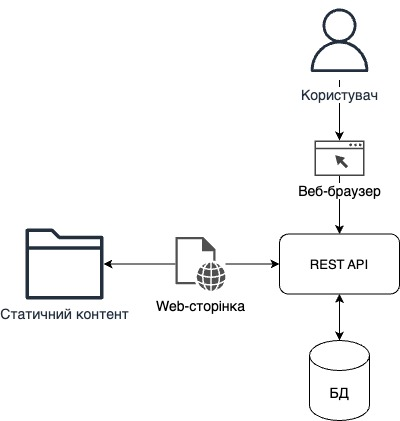 Користувач
Веб-браузер
REST API
Статичний контент
Web-сторінка
БД